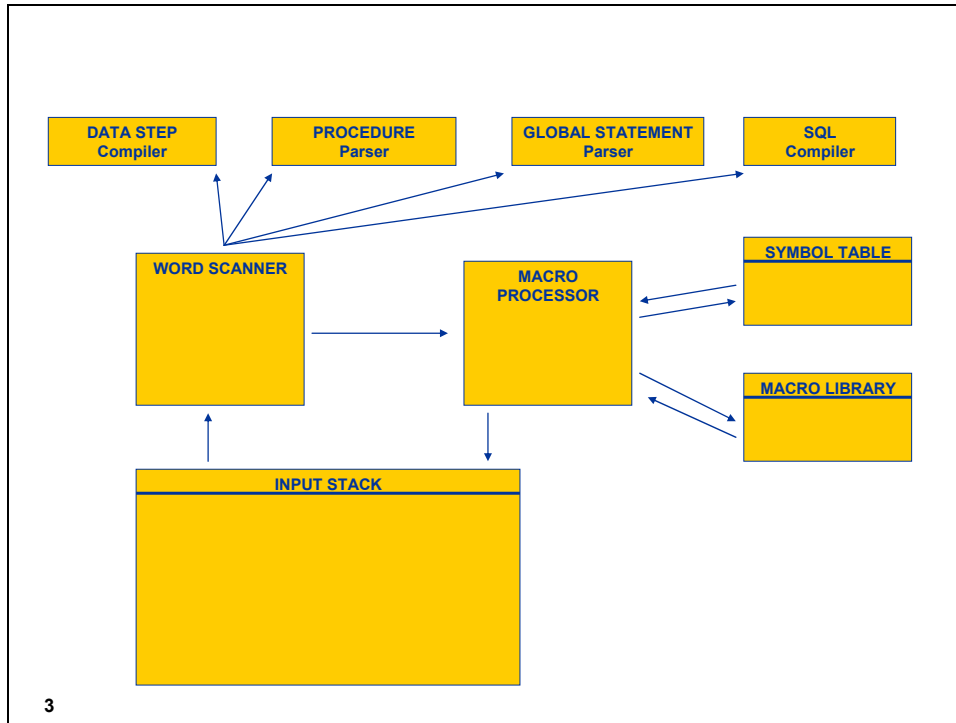 DATA STEP
Compiler
PROCEDURE
Parser
GLOBAL STATEMENT
Parser
SQL
Compiler
WORD SCANNER
MACRO
PROCESSOR
SYMBOL TABLE
MACRO LIBRARY
INPUT STACK
3